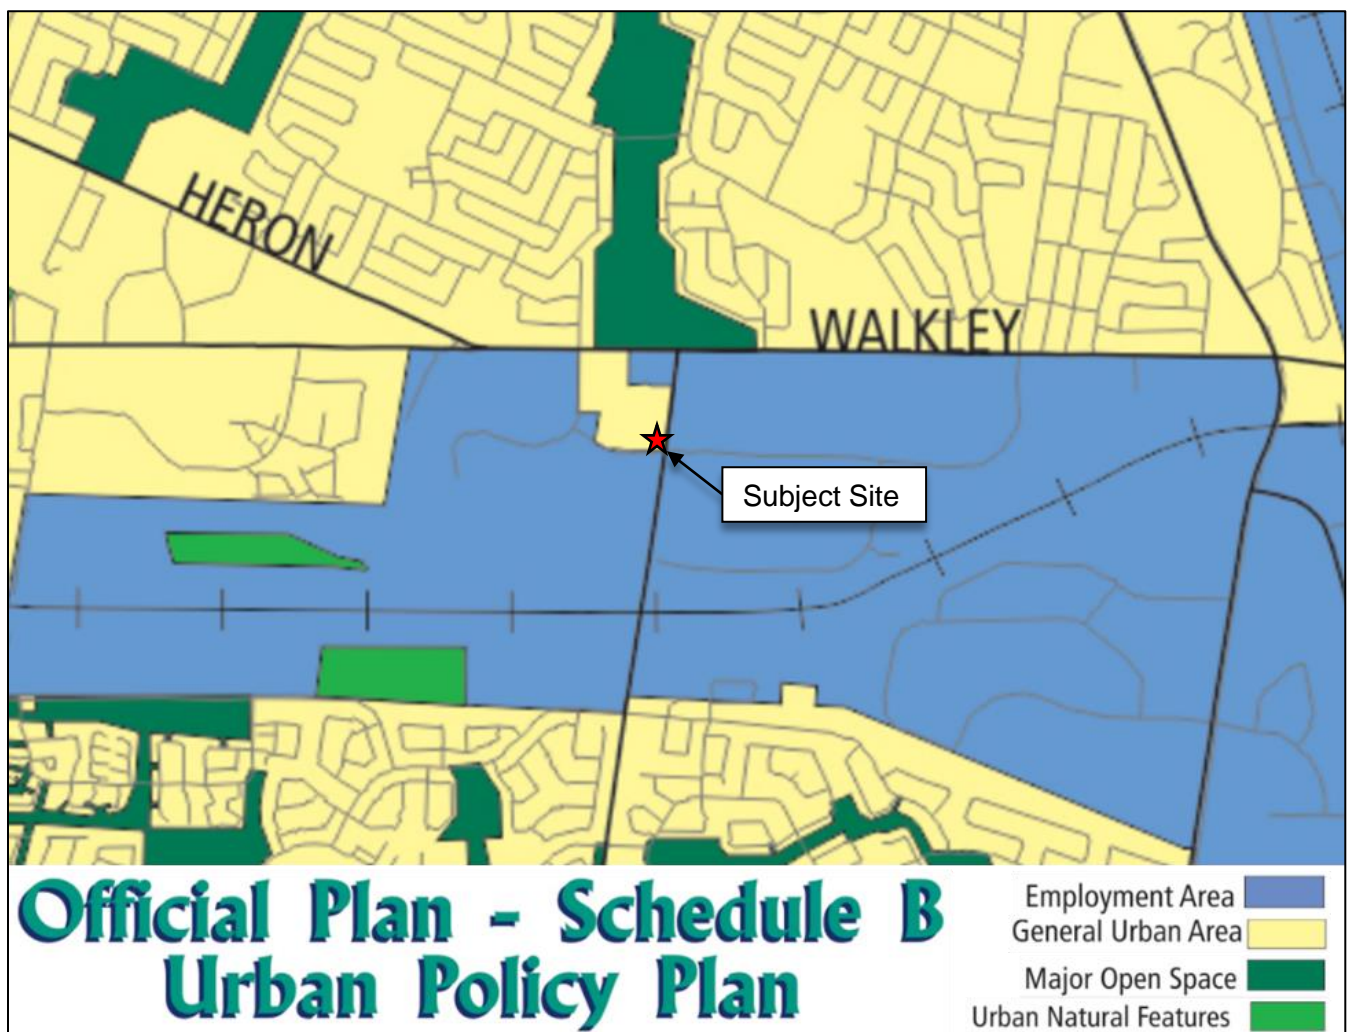 HERON
WALKLEY
Subject Site
Official Plan - Schedule B
Urban Policy Plan
Employment Area
General Urban Area
Major Open Space
Urban Natural Features